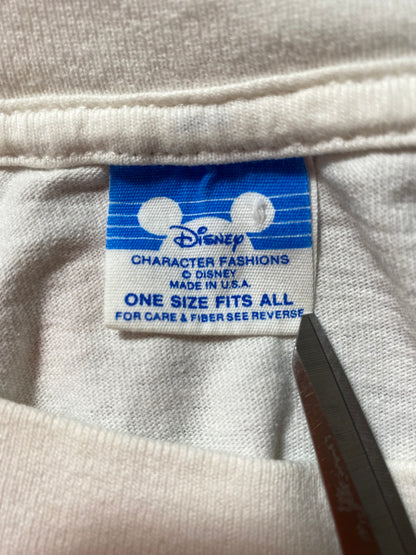 Disney
CHARACTER FASHIONS
© DISNEY
MADE IN U.S.A.
ONE SIZE FITS ALL
FOR CARE & FIBER SEE REVERSE